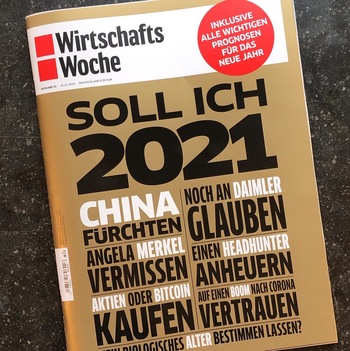 Wirtschafts
Woche
INKLUSIVE
ALLE WICHTIGEN
PROGNOSEN
FÜR DAS
NEUE JAHR
SOLL ICH
2021
CHINA
FÜRCHTEN
ANGELA MERKEL
VERMISSEN
AKTIEN ODER BITCOIN
KAUFEN
NOCH AN DAIMLER
GLAUBEN
EINEN HEADHUNTER
ANHEUERN
AUF EINEN BOOM NACH CORONA
VERTRAUEN
BIOLOGISCHES ALTER BESTIMMEN LASSEN?